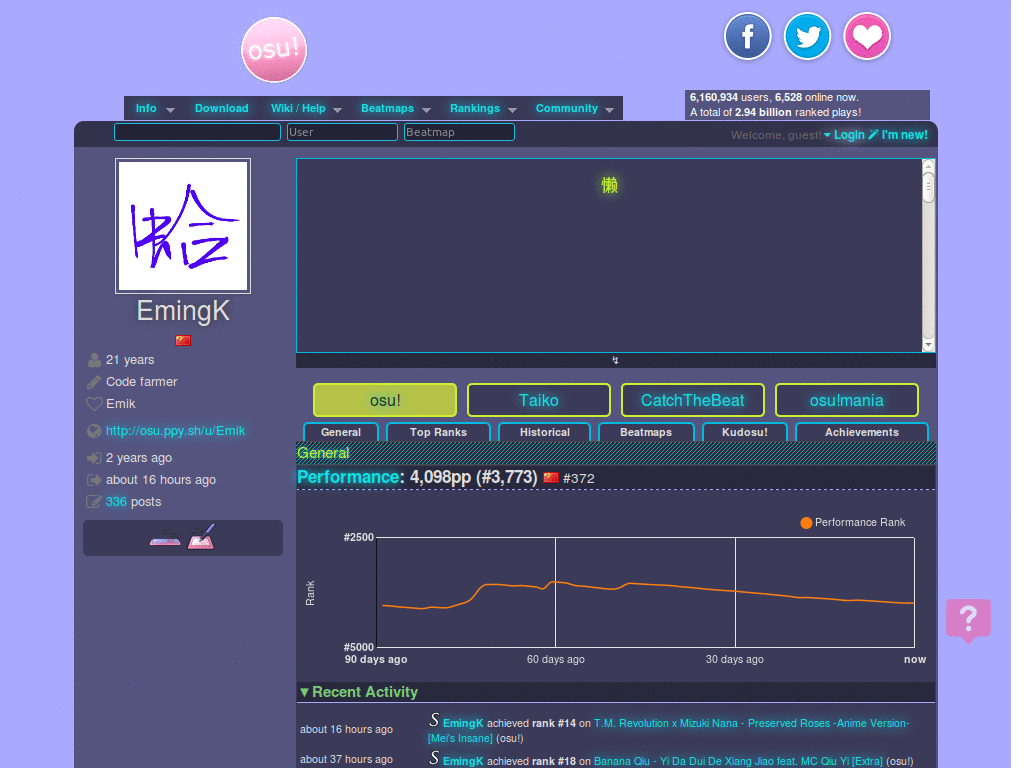 osu!
Info Download Wiki / Help Beatmaps Rankings Community
6,160,934 users, 6,528 online now.
A total of 2.94 billion ranked plays!
User Beatmap Welcome, guest! Login I'm new!
懒
EmingK
21 years
Code farmer
Emik
http://osu.ppy.sh/u/Emik
2 years ago
about 16 hours ago
336 posts
osu! Taiko CatchTheBeat osu!mania
General Top Ranks Historical Beatmaps Kudosu! Achievements
General
Performance: 4,098pp (#3,773) #372
Performance Rank
#2500
Rank
#5000
90 days ago 60 days ago 30 days ago now
?
▼Recent Activity
about 16 hours ago S EmingK achieved rank #14 on T.M. Revolution x Mizuki Nana - Preserved Roses -Anime Version-
[Mei's Insane] (osu!)
about 37 hours ago S EmingK achieved rank #18 on Banana Qiu - Yi Da Dui De Xiang Jiao feat. MC Qiu Yi [Extra] (osu!)